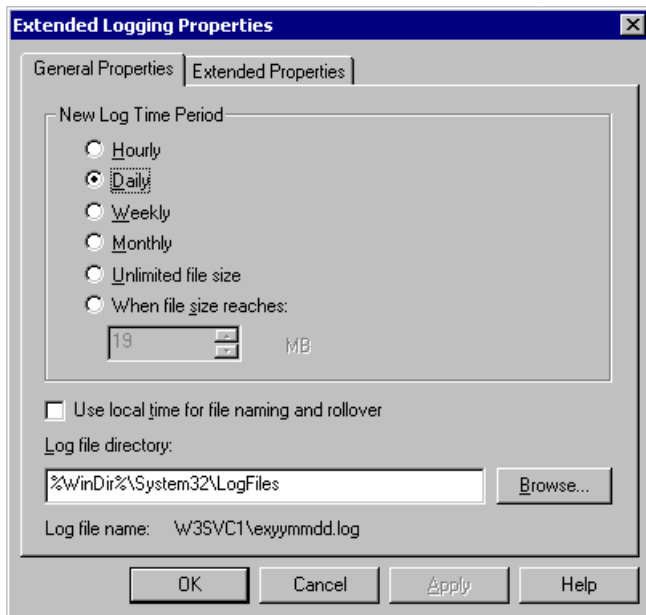 Extended Logging Properties
General Properties Extended Properties
New Log Time Period
Hourly
Daily
Weekly
Monthly
Unlimited file size
When file size reaches:
19 MB
Use local time for file naming and rollover
Log file directory:
%WinDir%\System32\LogFiles Browse...
Log file name: W3SVC1\exyymmdd.log
OK Cancel Apply Help